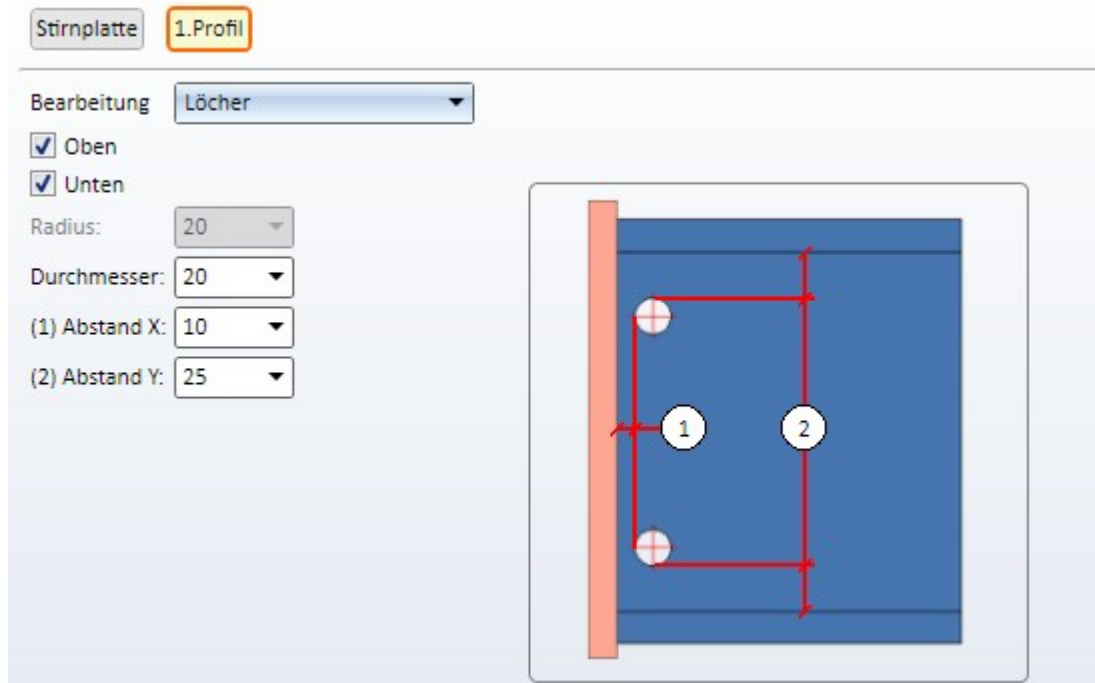 Stirnplatte 1.Profil
Bearbeitung Löcher
Oben
Unten
Radius: 20
Durchmesser: 20
(1) Abstand X: 10
(2) Abstand Y: 25
1 2